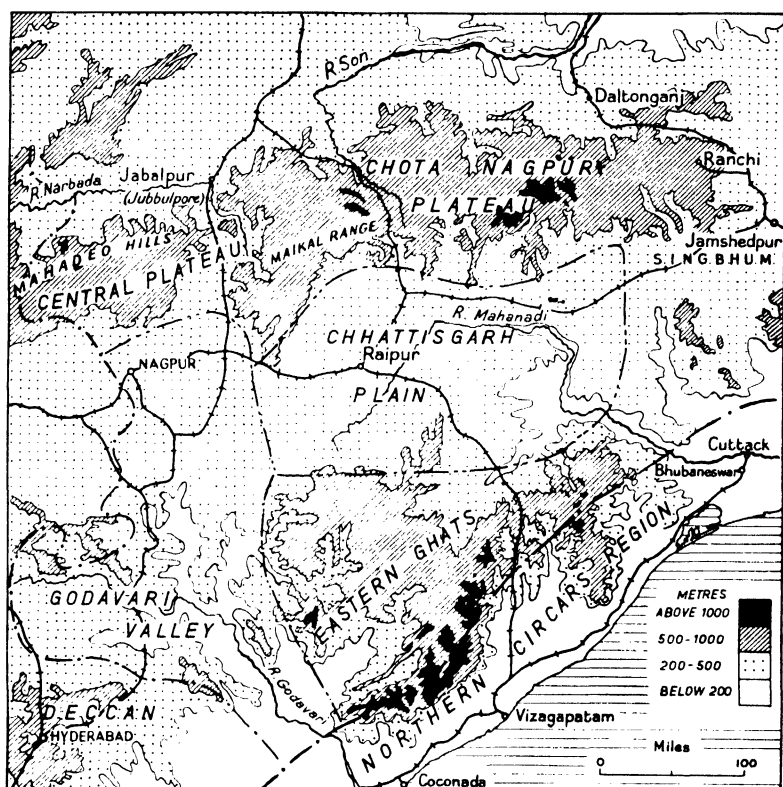 R Son
Daltonganj
CHOTA NAGPUR
PLATEAU
Ranchi
R. Narbada
Jabalpur
(Jubbulpore)
MAIKAL RANGE
MAHADEO HILLS
CENTRAL PLATEAU
Jamshedpur
SINGBHUM
R. Mahanadi
CHHATTISGARH
Raipur
PLAIN
NAGPUR
Cuttack
Bhubaneswar
EASTERN GHATS
NORTHERN CIRCARS REGION
GODAVARI
VALLEY
R. Godavari
DECCAN
HYDERABAD
Vizagapatam
Coconada
METRES
ABOVE 1000
500-1000
200-500
BELOW 200
Miles
0 100